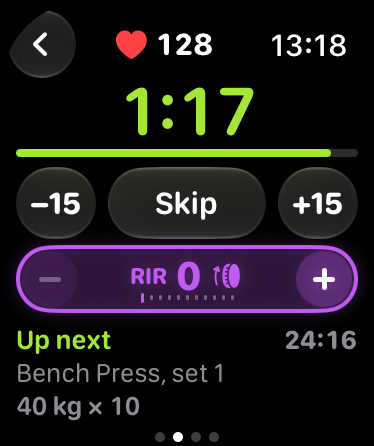 128 13:18
1:17
−15 Skip +15
− RIR 0 +
Up next 24:16
Bench Press, set 1
40 kg × 10